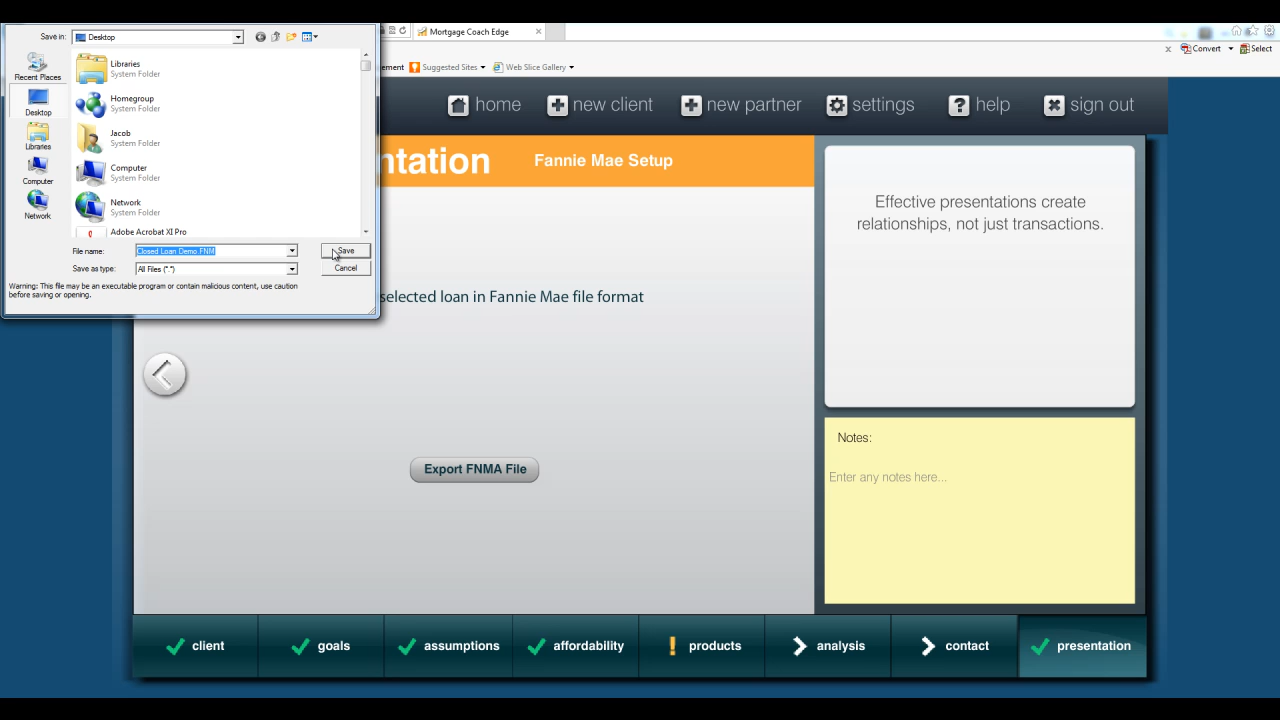 Save in:
Desktop
Recent Places
Desktop
Libraries
Computer
Network
Libraries
System Folder
Homegroup
System Folder
Jacob
System Folder
Computer
System Folder
Network
System Folder
Adobe Acrobat XI Pro
File name:
Closed Loan Demo FNM
Save
Save as type:
All Files (*.*)
Cancel
Warning: This file may be an executable program or contain malicious content, use caution
before saving or opening.
Mortgage Coach Edge
Convert
Select
ement
Suggested Sites
Web Slice Gallery
home
new client
new partner
settings
help
sign out
ntation
Fannie Mae Setup
selected loan in Fannie Mae file format
Export FNMA File
Effective presentations create
relationships, not just transactions.
Notes:
Enter any notes here...
client
goals
assumptions
affordability
products
analysis
contact
presentation